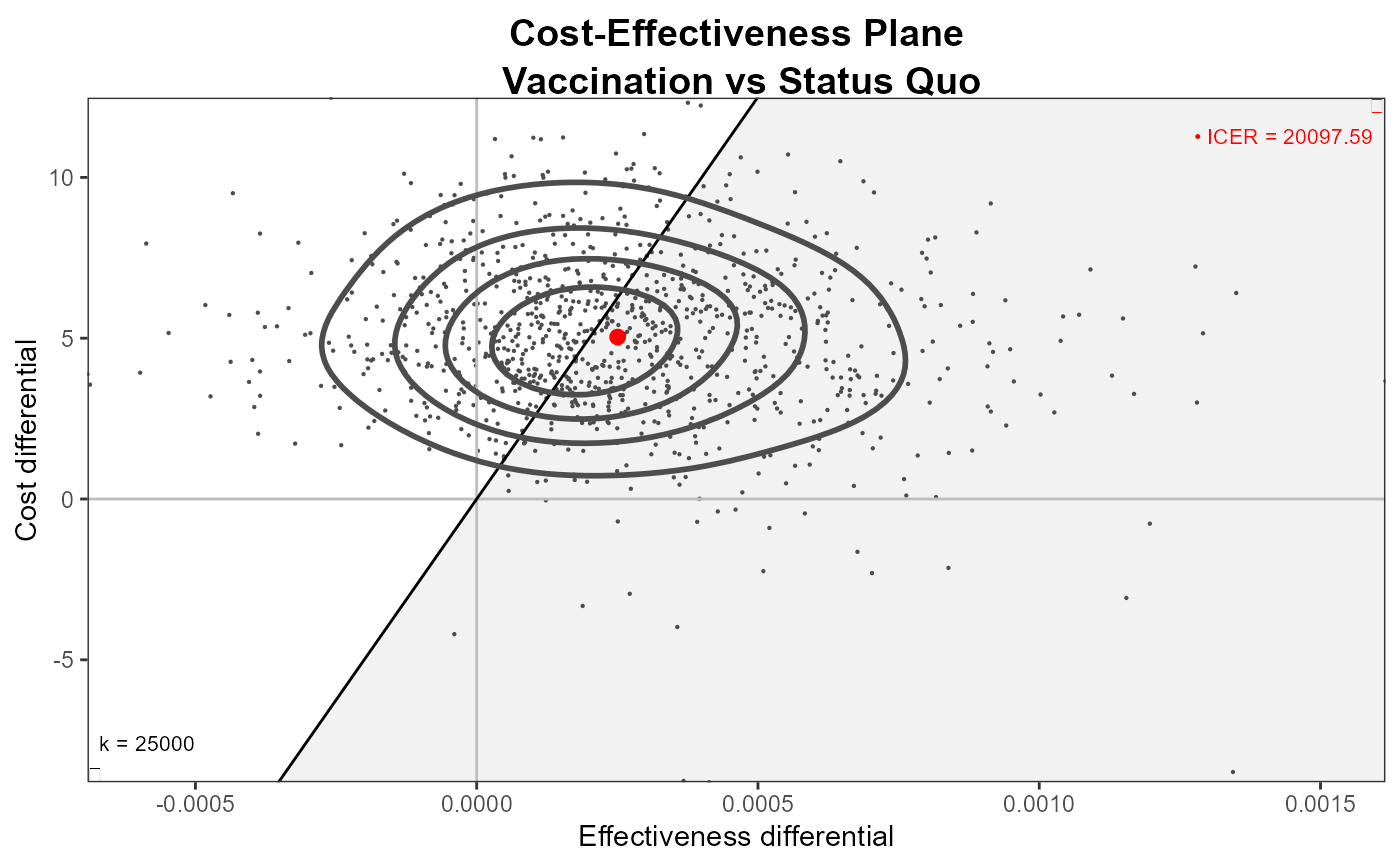 Cost-Effectiveness Plane
Vaccination vs Status Quo
• ICER = 20097.59
10
5
0
-5
Cost differential
k = 25000
-0.0005
0.0000
0.0005
0.0010
0.0015
Effectiveness differential